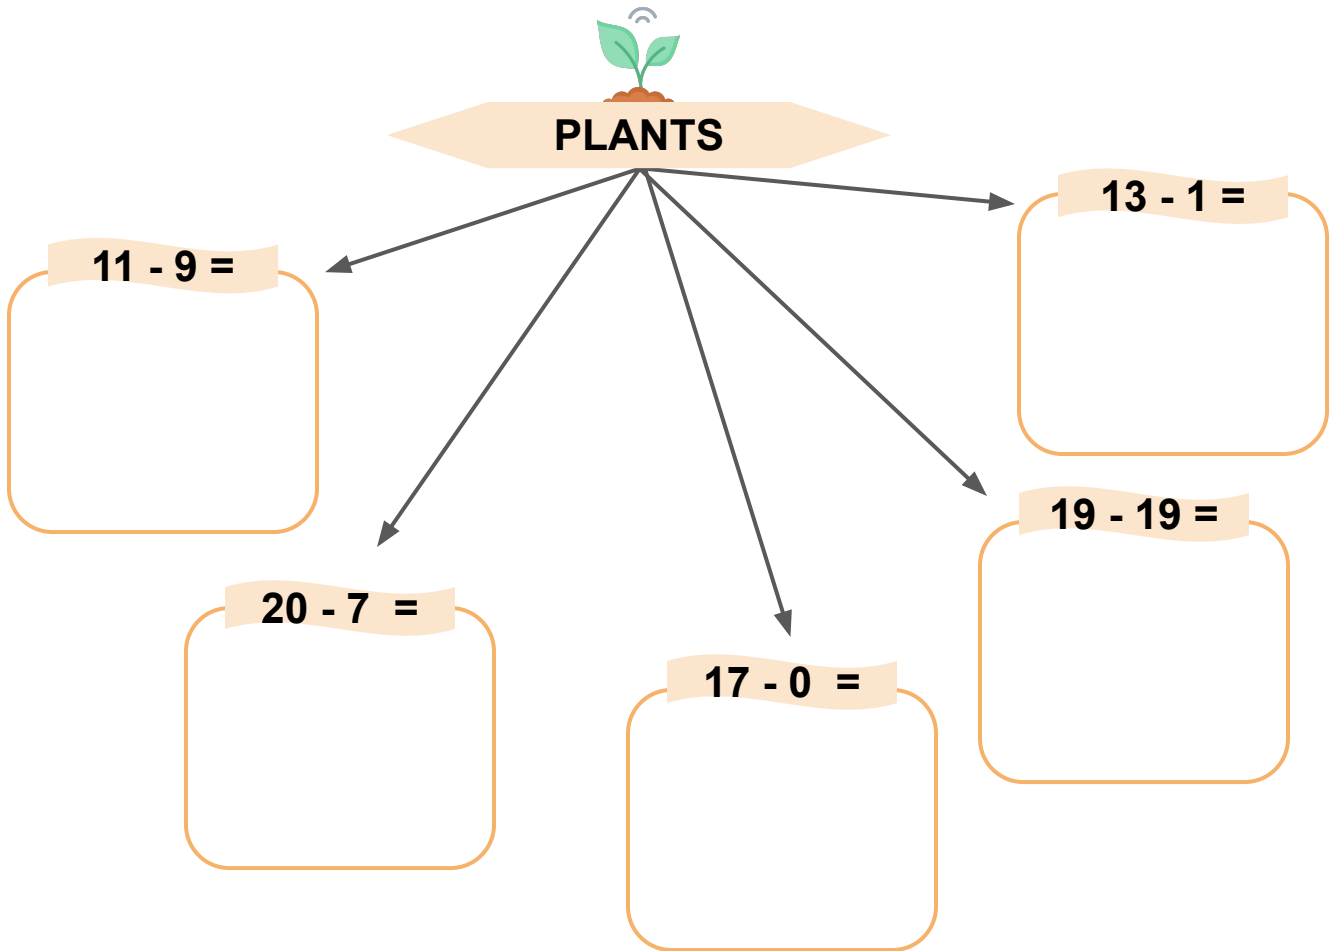 PLANTS
13 - 1 =
11 - 9 =
19 - 19 =
20 - 7  =
17 - 0  =